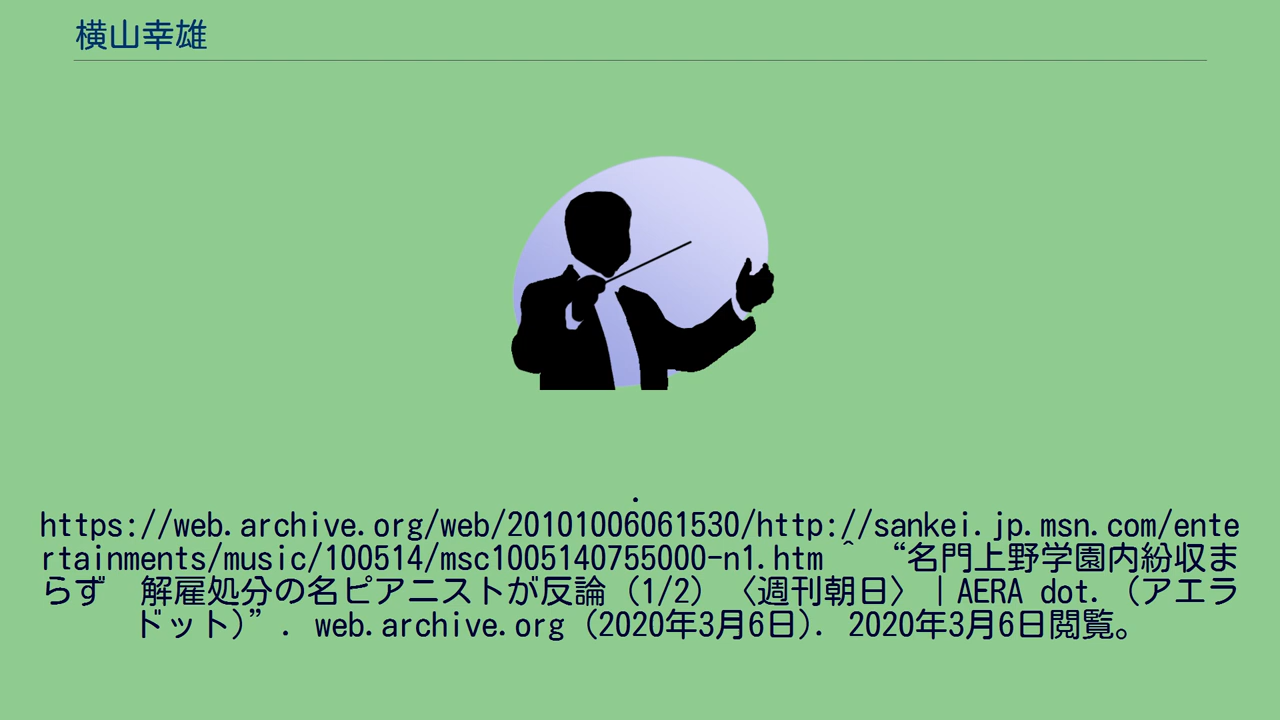 横山幸雄
.
https://web.archive.org/web/20101006061530/http://sankei.jp.msn.com/ente
rtainments/music/100514/msc1005140755000-n1.htm ^ “名門上野学園内紛収ま
らず　解雇処分の名ピアニストが反論（1/2）〈週刊朝日〉｜AERA dot. (アエラ
ドット)”. web.archive.org (2020年3月6日). 2020年3月6日閲覧。